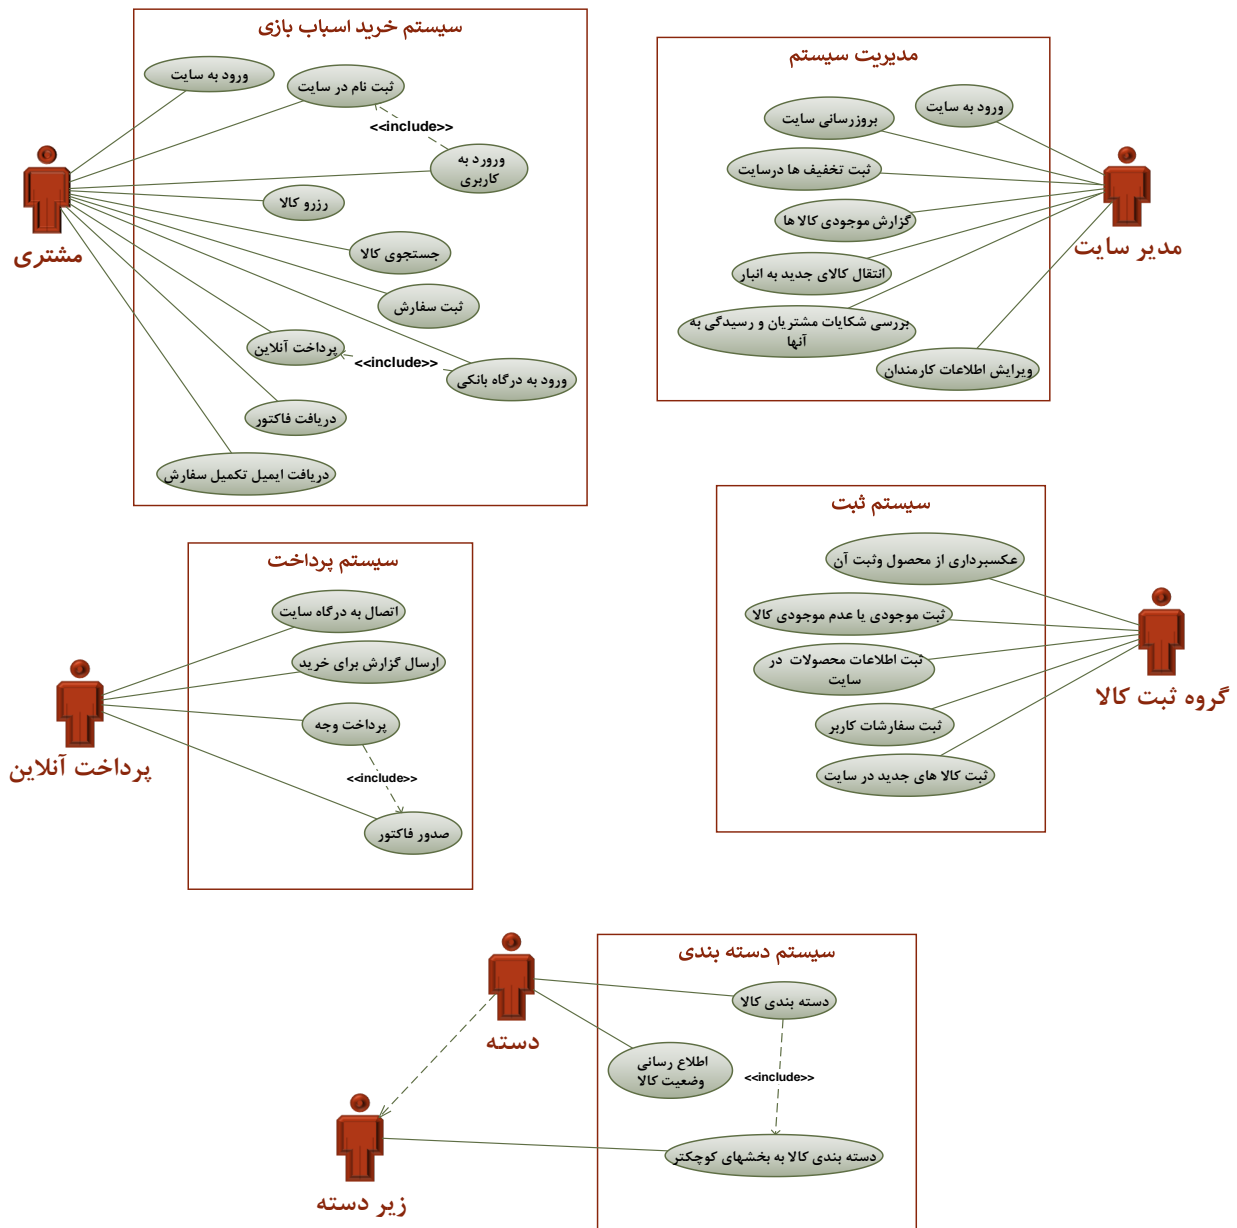 سیستم خرید اسباب بازی
ورود به سایت
ثبت نام در سایت
<<include>>
ورورد به
کاربری
رزرو کالا
جستجوی کالا
ثبت سفارش
پرداخت آنلاین
<<include>>
ورود به درگاه بانکی
دریافت فاکتور
دریافت ایمیل تکمیل سفارش
مشتری
مدیریت سیستم
ورود به سایت
بروزرسانی سایت
ثبت تخفیف ها درسایت
گزارش موجودی کالا ها
انتقال کالای جدید به انبار
بررسی شکایات مشتریان و رسیدگی به
آنها
ویرایش اطلاعات کارمندان
مدیر سایت
سیستم پرداخت
اتصال به درگاه سایت
ارسال گزارش برای خرید
پرداخت وجه
<<include>>
صدور فاکتور
پرداخت آنلاین
سیستم ثبت
عکسبرداری از محصول وثبت آن
ثبت موجودی یا عدم موجودی کالا
ثبت اطلاعات محصولات در
سایت
ثبت سفارشات کاربر
ثبت کالا های جدید در سایت
گروه ثبت کالا
سیستم دسته بندی
دسته بندی کالا
اطلاع رسانی
وضعیت کالا
<<include>>
دسته بندی کالا به بخشهای کوچکتر
دسته
زیر دسته